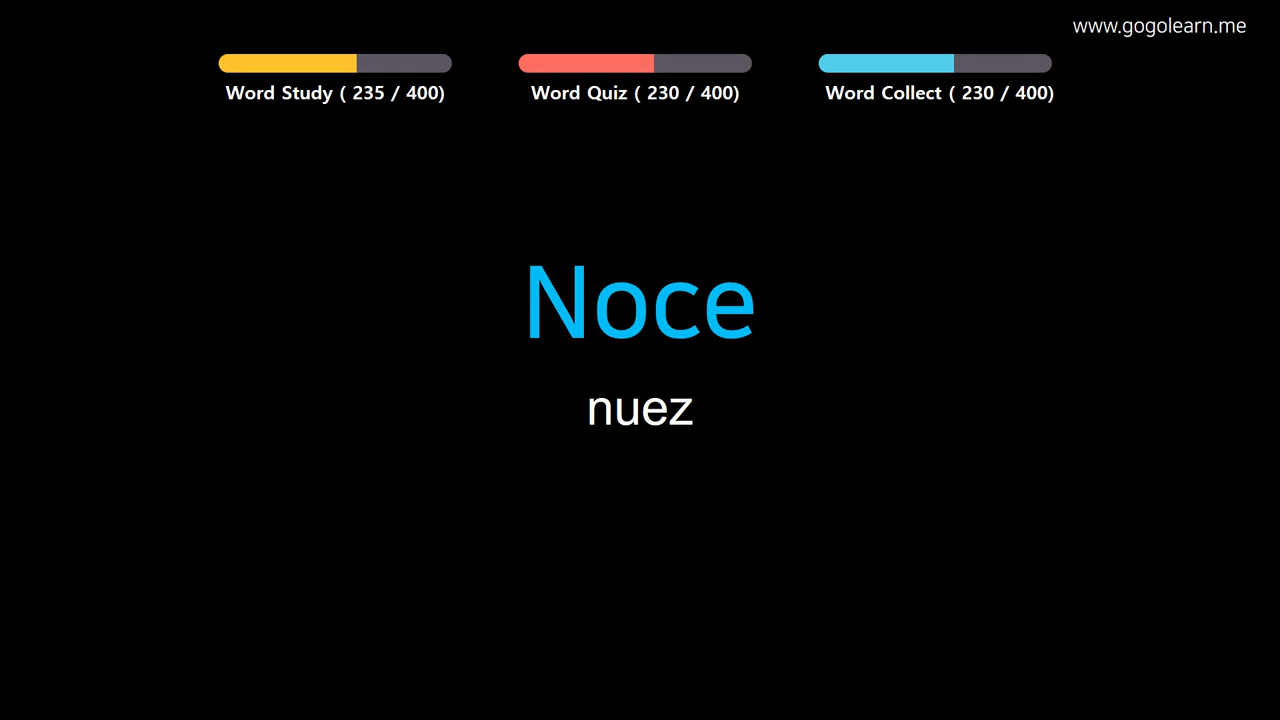 www.gogolearn.me
Word Study ( 235 / 400)
Word Quiz ( 230 / 400)
Word Collect ( 230 / 400)
Noce
nuez